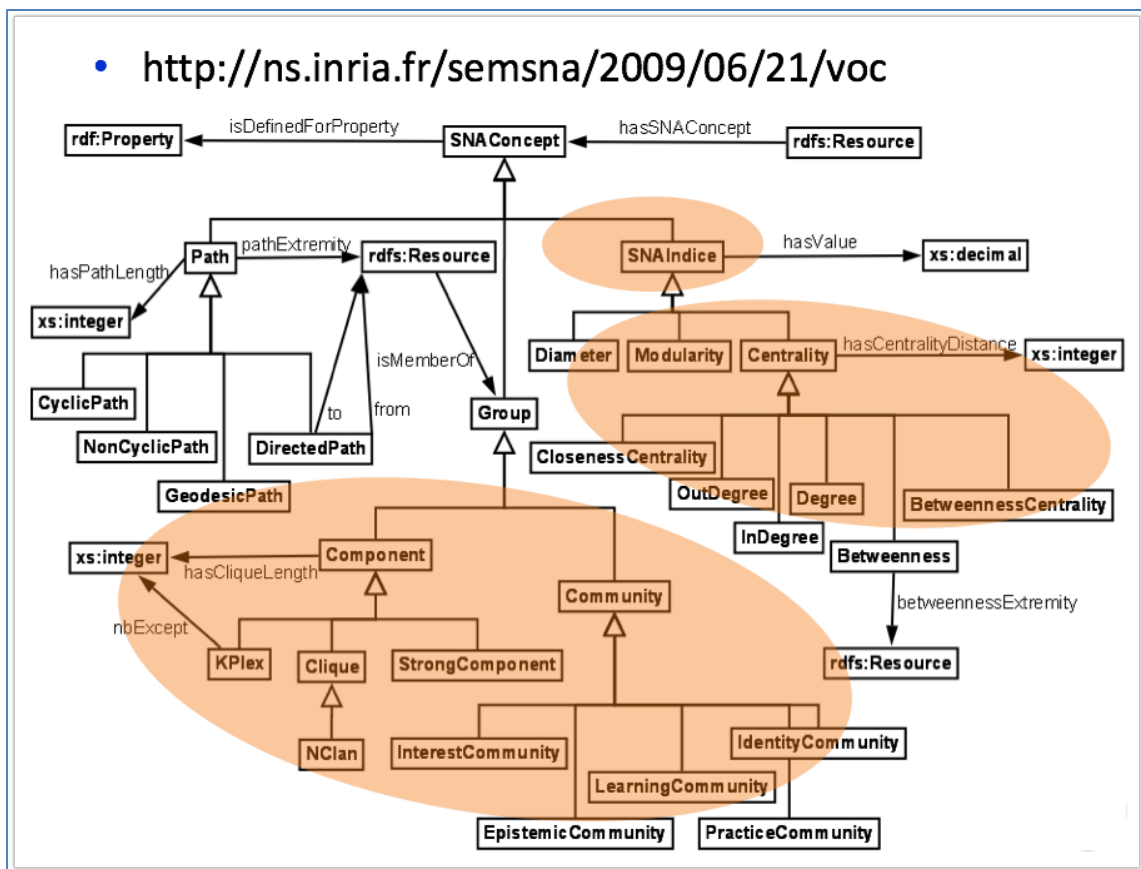 • http://ns.inria.fr/semsna/2009/06/21/voc
isDefinedForProperty
hasSNAConcept
rdf:Property
SNAConcept
rdfs:Resource
pathExtremity
hasValue
Path
rdfs:Resource
SNAIndice
xs:decimal
hasPathLength
xs:integer
isMemberOf
Diameter
Modularity
Centrality
hasCentralityDistance
xs:integer
CyclicPath
to
from
Group
NonCyclicPath
DirectedPath
ClosenessCentrality
GeodesicPath
OutDegree
Degree
BetweennessCentrality
InDegree
xs:integer
Component
Betweenness
hasCliqueLength
Community
betweennessExtremity
nbExcept
KPlex
Clique
StrongComponent
rdfs:Resource
NClan
InterestCommunity
IdentityCommunity
LearningCommunity
EpistemicCommunity
PracticeCommunity